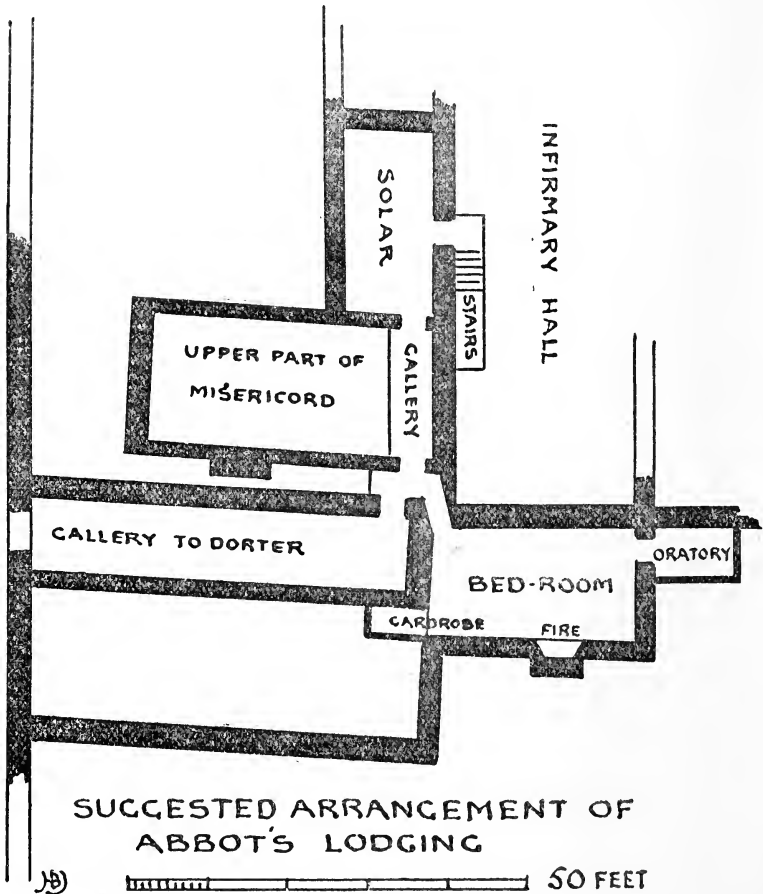 INFIRMARY HALL
SOLAR
STAIRS
GALLERY
UPPER PART OF
MISERICORD
GALLERY TO DORTER
ORATORY
BED-ROOM
GARDROBE
FIRE
SUGGESTED ARRANGEMENT OF
ABBOT'S LODGING
50 FEET